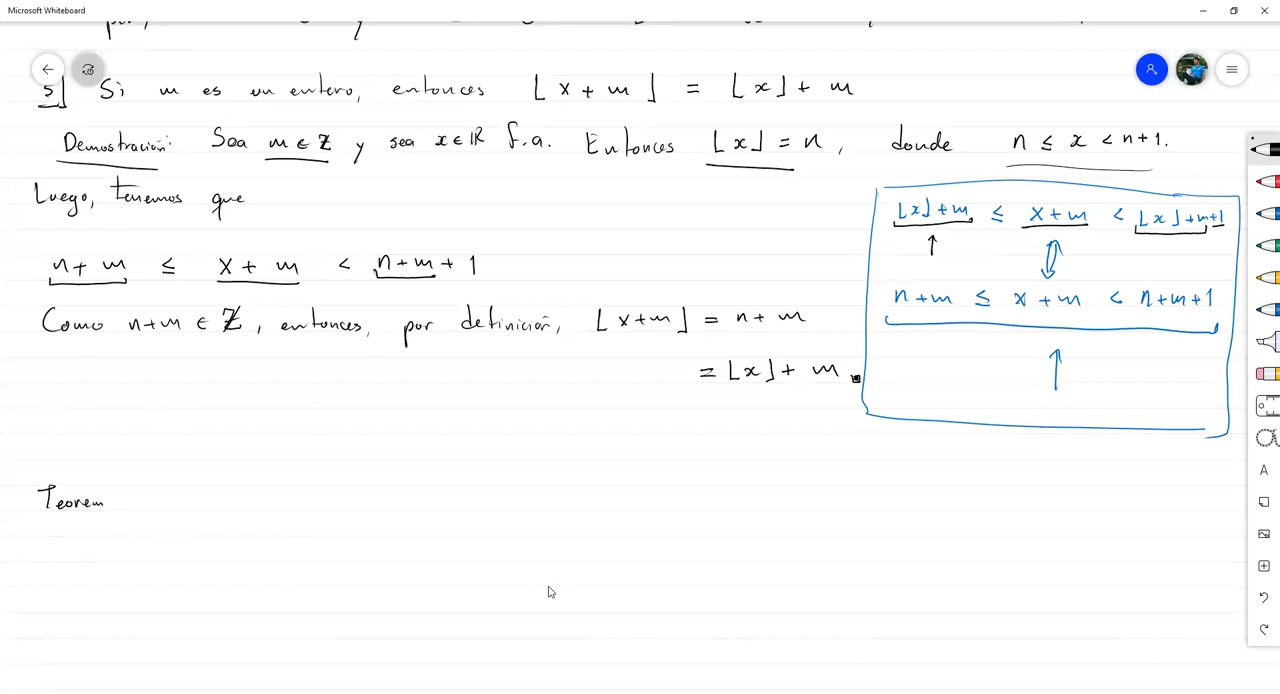 Microsoft Whiteboard
5] Si m es un entero, entonces ⌊x + m⌋ = ⌊x⌋ + m
Demostración: Sea m ∈ ℤ y sea x ∈ ℝ f.a. Entonces ⌊x⌋ = n, donde n ≤ x < n+1.
Luego, tenemos que
n + m ≤ x + m < n + m + 1
Como n+m ∈ ℤ, entonces, por definición, ⌊x+m⌋ = n + m
= ⌊x⌋ + m
⌊x⌋ + m ≤ x + m < ⌊x⌋ + m + 1
n + m ≤ x + m < n + m + 1
Teorem